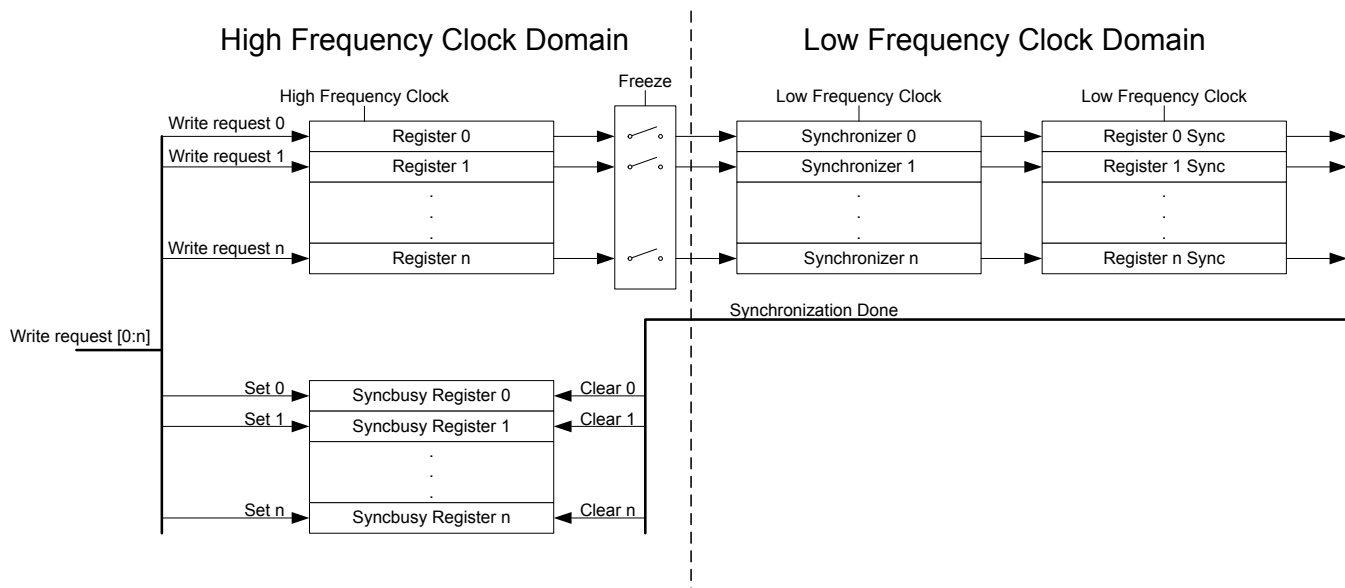 High Frequency Clock Domain
Low Frequency Clock Domain
Freeze
High Frequency Clock
Low Frequency Clock
Low Frequency Clock
Write request 0
Register 0
Synchronizer 0
Register 0 Sync
Write request 1
Register 1
Synchronizer 1
Register 1 Sync
.
.
.
.
.
.
.
.
.
Write request n
Register n
Synchronizer n
Register n Sync
Synchronization Done
Write request [0:n]
Set 0
Syncbusy Register 0
Clear 0
Set 1
Syncbusy Register 1
Clear 1
.
.
.
Set n
Syncbusy Register n
Clear n